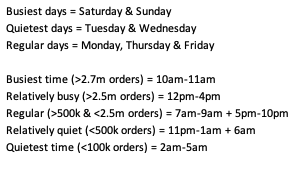 Busiest days = Saturday & Sunday
Quietest days = Tuesday & Wednesday
Regular days = Monday, Thursday & Friday
Busiest time (>2.7m orders) = 10am-11am
Relatively busy (>2.5m orders) = 12pm-4pm
Regular (>500k & <2.5m orders) = 7am-9am + 5pm-10pm
Relatively quiet (<500k orders) = 11pm-1am + 6am
Quietest time (<100k orders) = 2am-5am